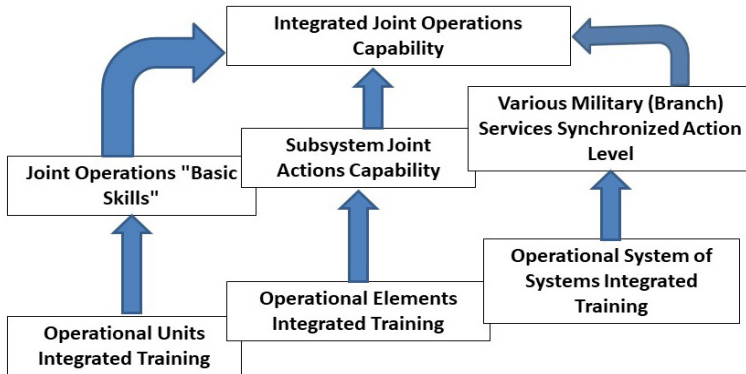 Integrated Joint Operations
Capability
Various Military (Branch)
Services Synchronized Action
Level
Subsystem Joint
Actions Capability
Joint Operations "Basic
Skills"
Operational System of
Systems Integrated
Training
Operational Elements
Integrated Training
Operational Units
Integrated Training